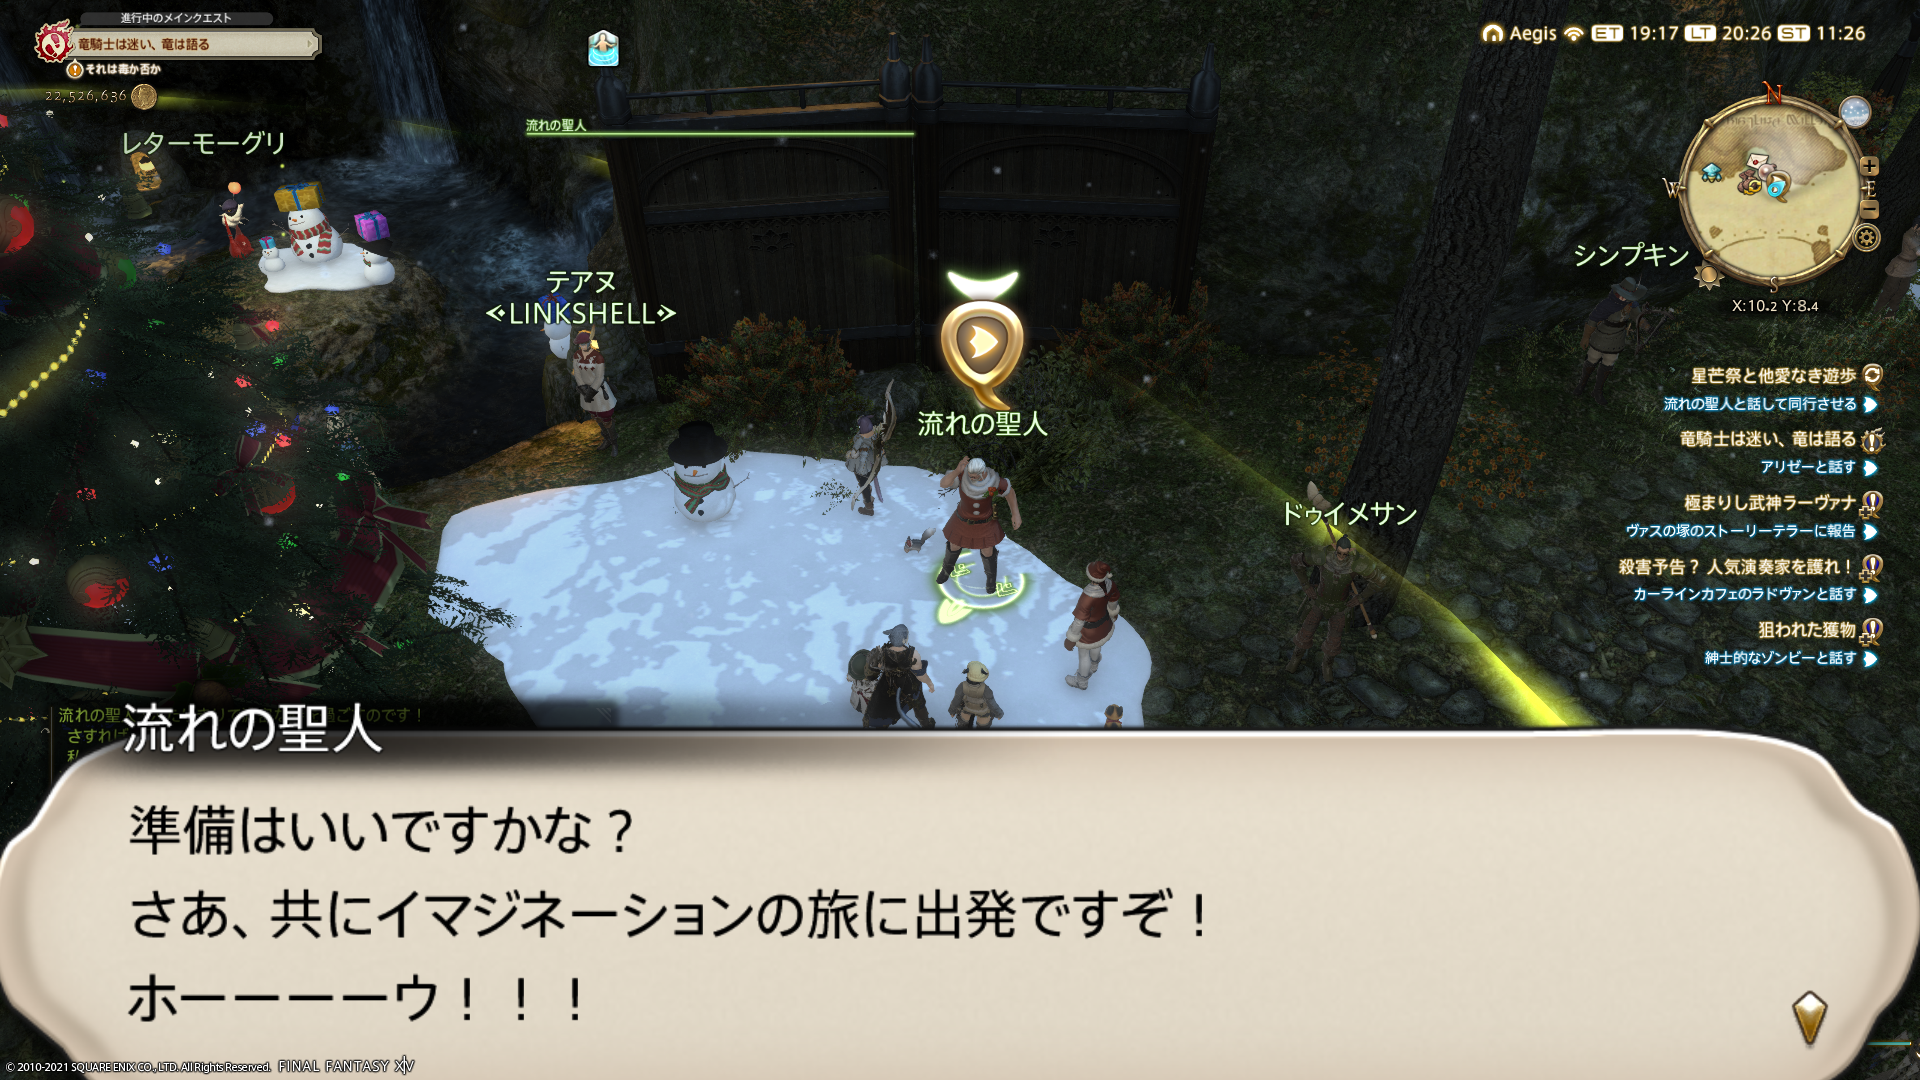 進行中のメインクエスト
竜騎士は迷い、竜は語る
それは毒か否か
22,526,636
Aegis ET 19:17 LT 20:26 ST 11:26
流れの聖人
レターモーグリ
N
W
E
S
X:10.2 Y:8.4
シンプキン
テアヌ
<LINKSHELL>
流れの聖人
ドゥイメサン
星芒祭と他愛なき遊歩
流れの聖人と話して同行させる
竜騎士は迷い、竜は語る
アリゼーと話す
極まりし武神ラーヴァナ
ヴァスの塚のストーリーテラーに報告
殺害予告？ 人気演奏家を護れ！
カーラインカフェのラドヴァンと話す
狙われた獲物
紳士的なゾンビーと話す
流れの聖
のです！
さすれば
私
流れの聖人
準備はいいですかな？
さあ、共にイマジネーションの旅に出発ですぞ！
ホーーーーウ！！！
© 2010-2021 SQUARE ENIX CO., LTD. All Rights Reserved. FINAL FANTASY XIV